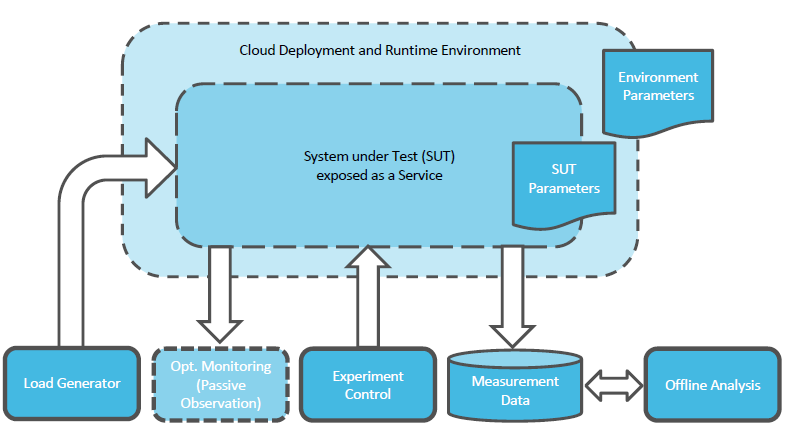 Cloud Deployment and Runtime Environment
Environment
Parameters
System under Test (SUT)
exposed as a Service
SUT
Parameters
Load Generator
Opt. Monitoring
(Passive
Observation)
Experiment
Control
Measurement
Data
Offline Analysis